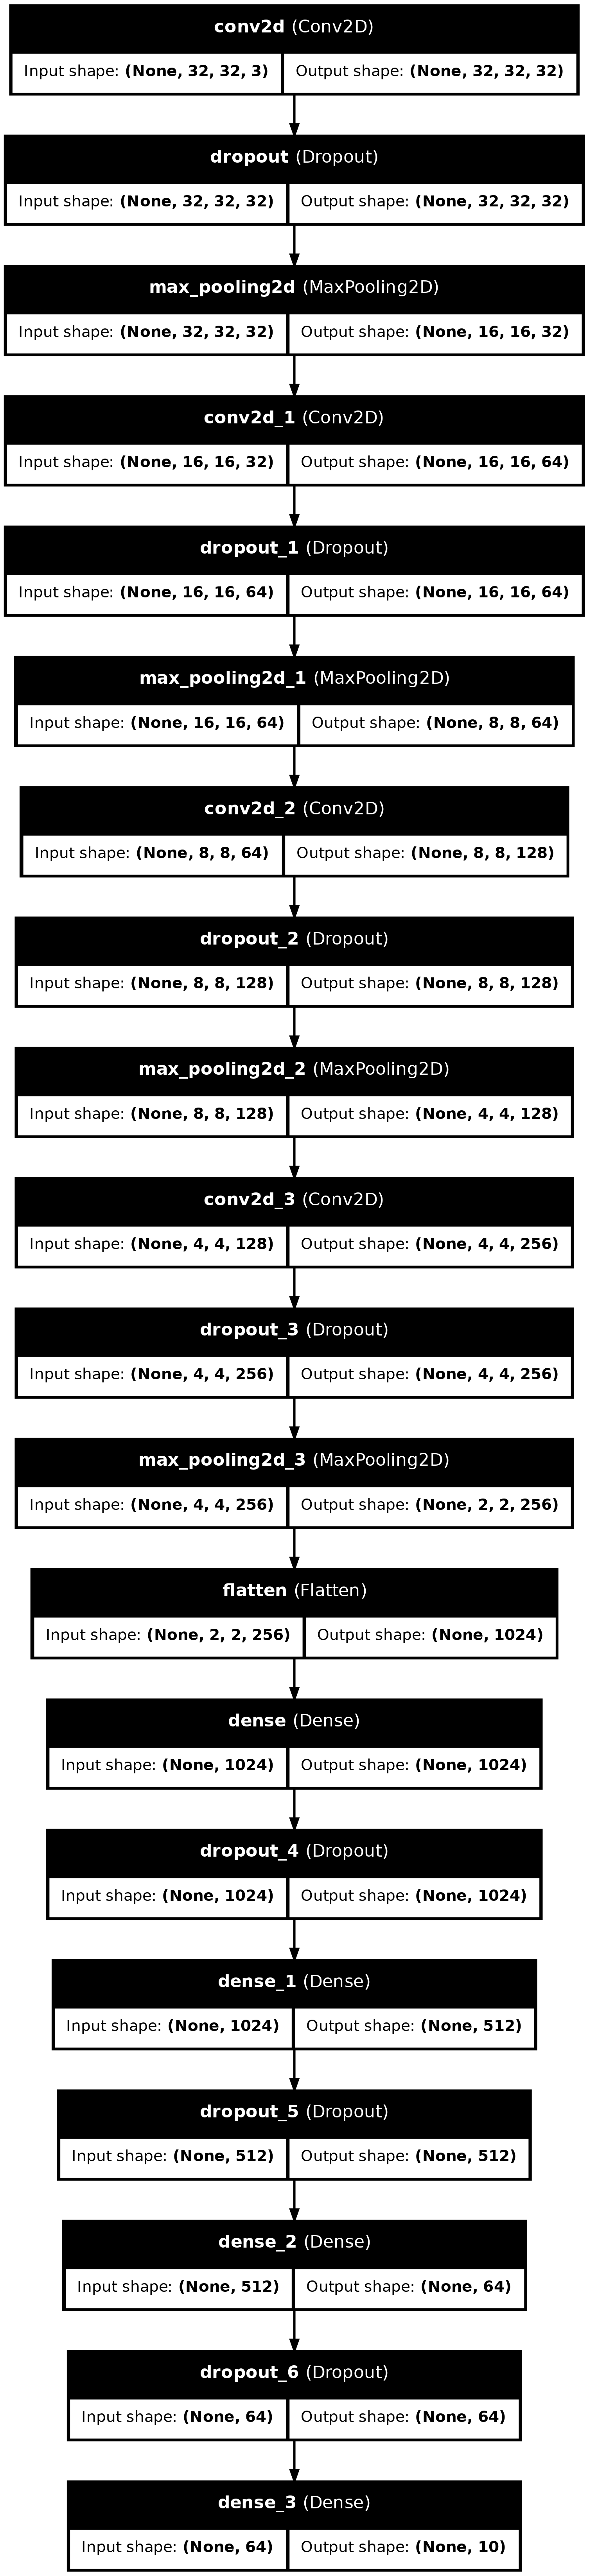 conv2d (Conv2D)
Input shape: (None, 32, 32, 3) Output shape: (None, 32, 32, 32)
dropout (Dropout)
Input shape: (None, 32, 32, 32) Output shape: (None, 32, 32, 32)
max_pooling2d (MaxPooling2D)
Input shape: (None, 32, 32, 32) Output shape: (None, 16, 16, 32)
conv2d_1 (Conv2D)
Input shape: (None, 16, 16, 32) Output shape: (None, 16, 16, 64)
dropout_1 (Dropout)
Input shape: (None, 16, 16, 64) Output shape: (None, 16, 16, 64)
max_pooling2d_1 (MaxPooling2D)
Input shape: (None, 16, 16, 64) Output shape: (None, 8, 8, 64)
conv2d_2 (Conv2D)
Input shape: (None, 8, 8, 64) Output shape: (None, 8, 8, 128)
dropout_2 (Dropout)
Input shape: (None, 8, 8, 128) Output shape: (None, 8, 8, 128)
max_pooling2d_2 (MaxPooling2D)
Input shape: (None, 8, 8, 128) Output shape: (None, 4, 4, 128)
conv2d_3 (Conv2D)
Input shape: (None, 4, 4, 128) Output shape: (None, 4, 4, 256)
dropout_3 (Dropout)
Input shape: (None, 4, 4, 256) Output shape: (None, 4, 4, 256)
max_pooling2d_3 (MaxPooling2D)
Input shape: (None, 4, 4, 256) Output shape: (None, 2, 2, 256)
flatten (Flatten)
Input shape: (None, 2, 2, 256) Output shape: (None, 1024)
dense (Dense)
Input shape: (None, 1024) Output shape: (None, 1024)
dropout_4 (Dropout)
Input shape: (None, 1024) Output shape: (None, 1024)
dense_1 (Dense)
Input shape: (None, 1024) Output shape: (None, 512)
dropout_5 (Dropout)
Input shape: (None, 512) Output shape: (None, 512)
dense_2 (Dense)
Input shape: (None, 512) Output shape: (None, 64)
dropout_6 (Dropout)
Input shape: (None, 64) Output shape: (None, 64)
dense_3 (Dense)
Input shape: (None, 64) Output shape: (None, 10)